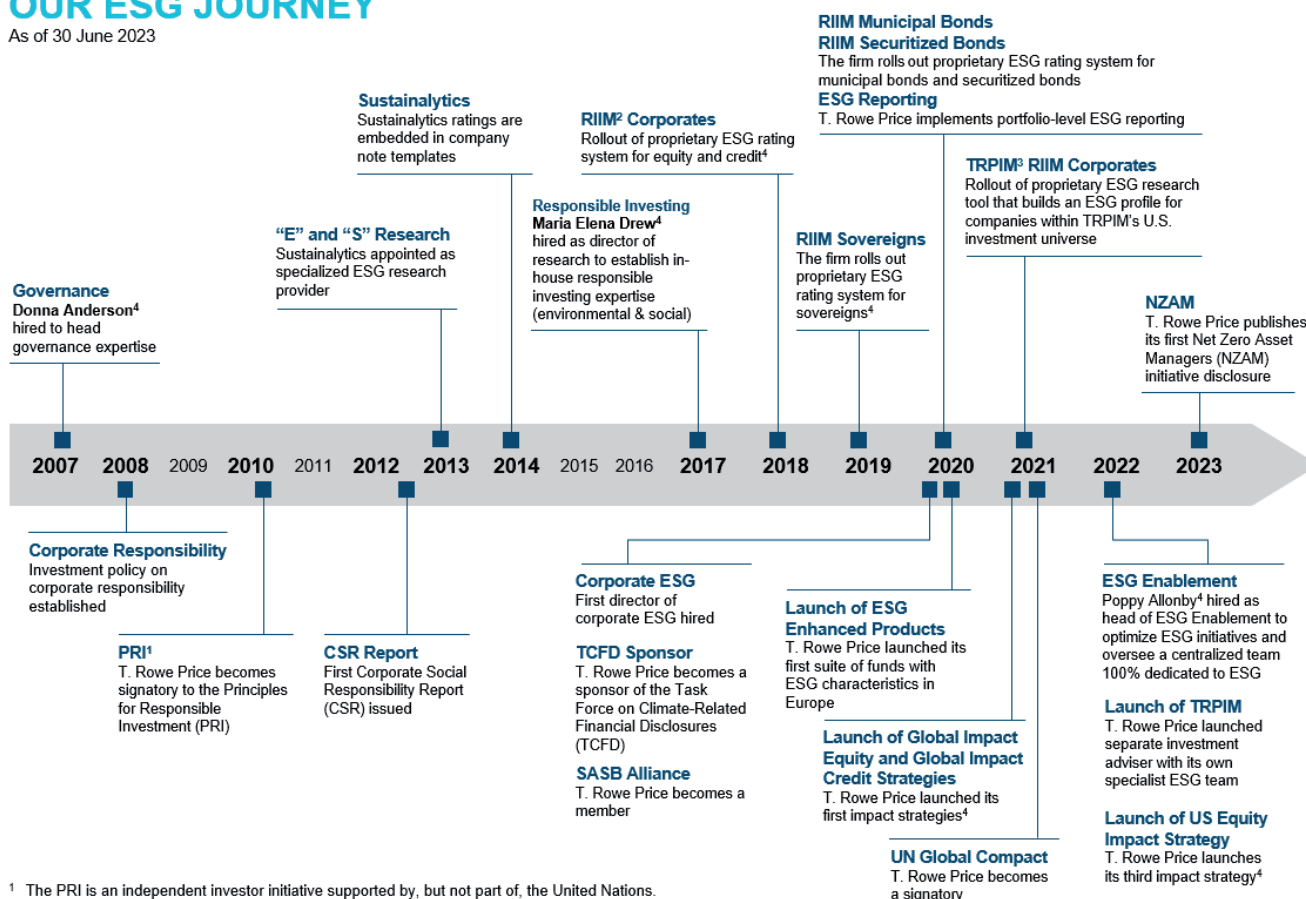 OUR ESG JOURNEY
As of 30 June 2023
RIIM Municipal Bonds
RIIM Securitized Bonds
The firm rolls out proprietary ESG rating system for
municipal bonds and securitized bonds
ESG Reporting
T. Rowe Price implements portfolio-level ESG reporting
Sustainalytics
Sustainalytics ratings are
embedded in company
note templates
RIIM² Corporates
Rollout of proprietary ESG rating
system for equity and credit⁴
TRPIM³ RIIM Corporates
Rollout of proprietary ESG research
tool that builds an ESG profile for
companies within TRPIM’s U.S.
investment universe
“E” and “S” Research
Sustainalytics appointed as
specialized ESG research
provider
Responsible Investing
Maria Elena Drew⁴
hired as director of
research to establish in-
house responsible
investing expertise
(environmental & social)
RIIM Sovereigns
The firm rolls out
proprietary ESG
rating system for
sovereigns⁴
Governance
Donna Anderson⁴
hired to head
governance expertise
NZAM
T. Rowe Price publishes
its first Net Zero Asset
Managers (NZAM)
initiative disclosure
2007 2008 2009 2010 2011 2012 2013 2014 2015 2016 2017 2018 2019 2020 2021 2022 2023
Corporate Responsibility
Investment policy on
corporate responsibility
established
PRI¹
T. Rowe Price becomes
signatory to the Principles
for Responsible
Investment (PRI)
CSR Report
First Corporate Social
Responsibility Report
(CSR) issued
Corporate ESG
First director of
corporate ESG hired
TCFD Sponsor
T. Rowe Price becomes a
sponsor of the Task
Force on Climate-Related
Financial Disclosures
(TCFD)
SASB Alliance
T. Rowe Price becomes a
member
Launch of ESG
Enhanced Products
T. Rowe Price launched its
first suite of funds with
ESG characteristics in
Europe
Launch of Global Impact
Equity and Global Impact
Credit Strategies
T. Rowe Price launched its
first impact strategies⁴
UN Global Compact
T. Rowe Price becomes
a signatory
ESG Enablement
Poppy Allonby⁴ hired as
head of ESG Enablement to
optimize ESG initiatives and
oversee a centralized team
100% dedicated to ESG
Launch of TRPIM
T. Rowe Price launched
separate investment
adviser with its own
specialist ESG team
Launch of US Equity
Impact Strategy
T. Rowe Price launches
its third impact strategy⁴
¹ The PRI is an independent investor initiative supported by, but not part of, the United Nations.